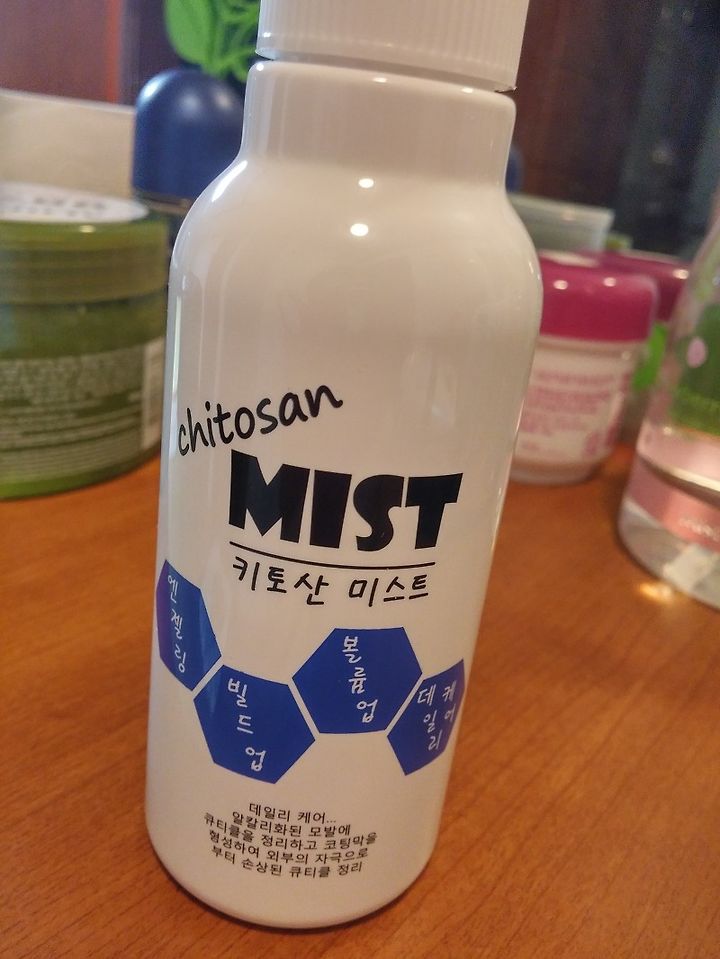 chitosan
MIST
키토산 미스트
엔젤링
빌드업
볼륨업
데일리
케어
데일리 케어...
알칼리화된 모발에
큐티클을 정리하고 코팅막을
형성하여 외부의 자극으로
부터 손상된 큐티클 정리